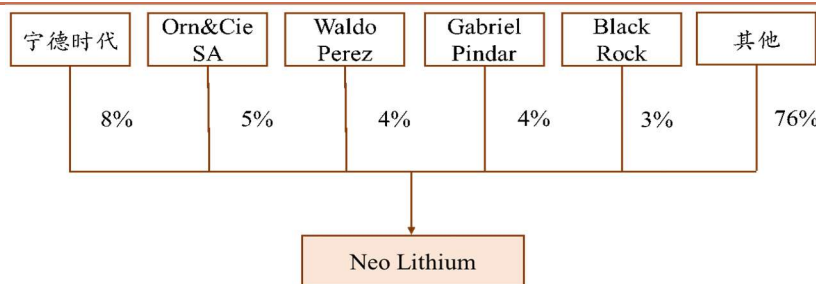 宁德时代
Orn&Cie
SA
Waldo
Perez
Gabriel
Pindar
Black
Rock
其他
8%
5%
4%
4%
3%
76%
Neo Lithium